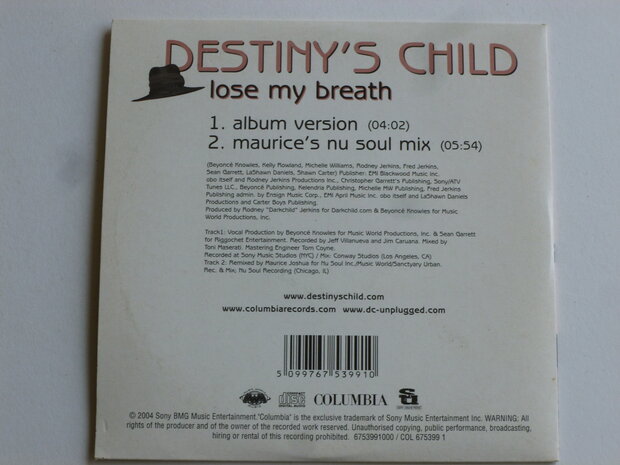 DESTINY'S CHILD
lose my breath
1. album version (04:02)
2. maurice's nu soul mix (05:54)
(Beyoncé Knowles, Kelly Rowland, Michelle Williams, Rodney Jerkins, Fred Jerkins,
Sean Garrett, LaShawn Daniels, Shawn Carter) Publisher: EMI Blackwood Music Inc.
obo itself and Rodney Jerkins Productions Inc., Christopher Garrett's Publishing, Sony/ATV
Tunes LLC., Beyoncé Publishing, Kelendria Publishing, Michelle MW Publishing, Fred Jerkins
Publishing admin. by Ensign Music Corp., EMI April Music Inc. obo itself and LaShawn Daniels
Productions and Carter Boys Publishing.
Produced by Rodney "Darkchild" Jerkins for Darkchild.com & Beyoncé Knowles for Music
World Productions, Inc.
Track1: Vocal Production by Beyoncé Knowles for Music World Productions, Inc. & Sean Garrett
for Riggochet Entertainment. Recorded by Jeff Villanueva and Jim Caruana. Mixed by
Toni Maserati. Mastering Engineer Tom Coyne.
Recorded at Sony Music Studios (NYC) / Mix: Conway Studios (Los Angeles, CA)
Track 2: Remixed by Maurice Joshua for Nu Soul Inc./Music World/Sanctyary Urban.
Rec. & Mix; Nu Soul Recording (Chicago, IL)
www.destinyschild.com
www.columbiarecords.com www.dc-unplugged.com
5 099767 539910
COLUMBIA
© 2004 Sony BMG Music Entertainment."Columbia" is the exclusive trademark of Sony Music Entertainment Inc. WARNING: All
rights of the producer and of the owner of the recorded work reserved. Unauthorised copying, public performance, broadcasting,
hiring or rental of this recording prohibited. 6753991000 / COL 675399 1